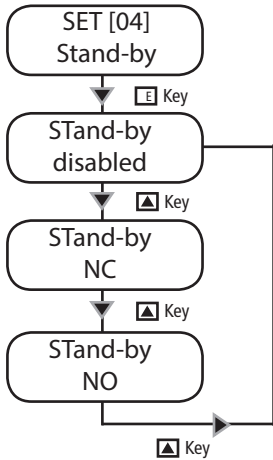 SET [04]
Stand-by
E Key
STand-by
disabled
Key
STand-by
NC
Key
STand-by
NO
Key